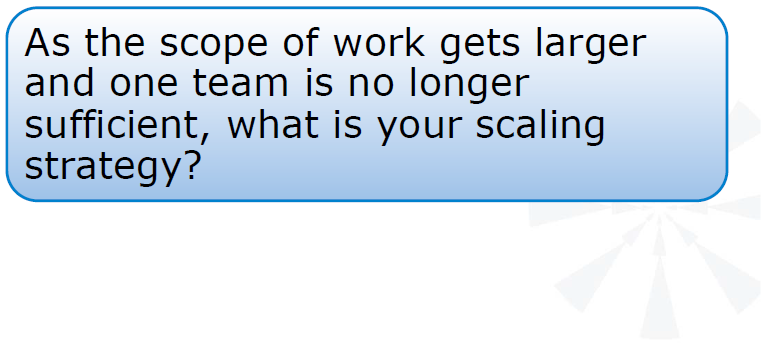 As the scope of work gets larger
and one team is no longer
sufficient, what is your scaling
strategy?